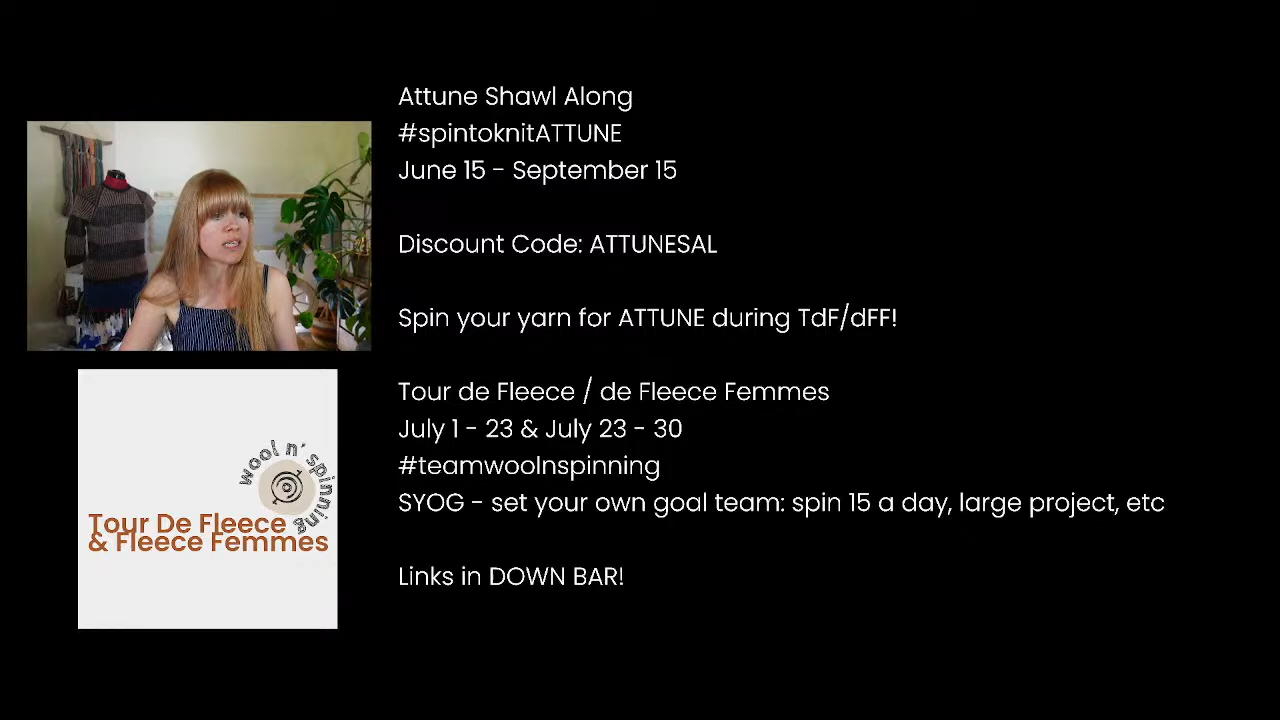 Attune Shawl Along
#spintoknitATTUNE
June 15 - September 15
Discount Code: ATTUNESAL
Spin your yarn for ATTUNE during TdF/dFF!
Tour de Fleece / de Fleece Femmes
July 1 - 23 & July 23 - 30
#teamwoolnspinning
SYOG - set your own goal team: spin 15 a day, large project, etc
Links in DOWN BAR!
wool n' spinning
Tour De Fleece
& Fleece Femmes